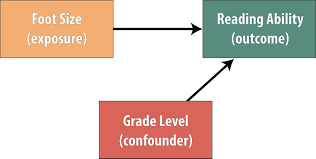 Foot Size
(exposure)
Reading Ability
(outcome)
Grade Level
(confounder)